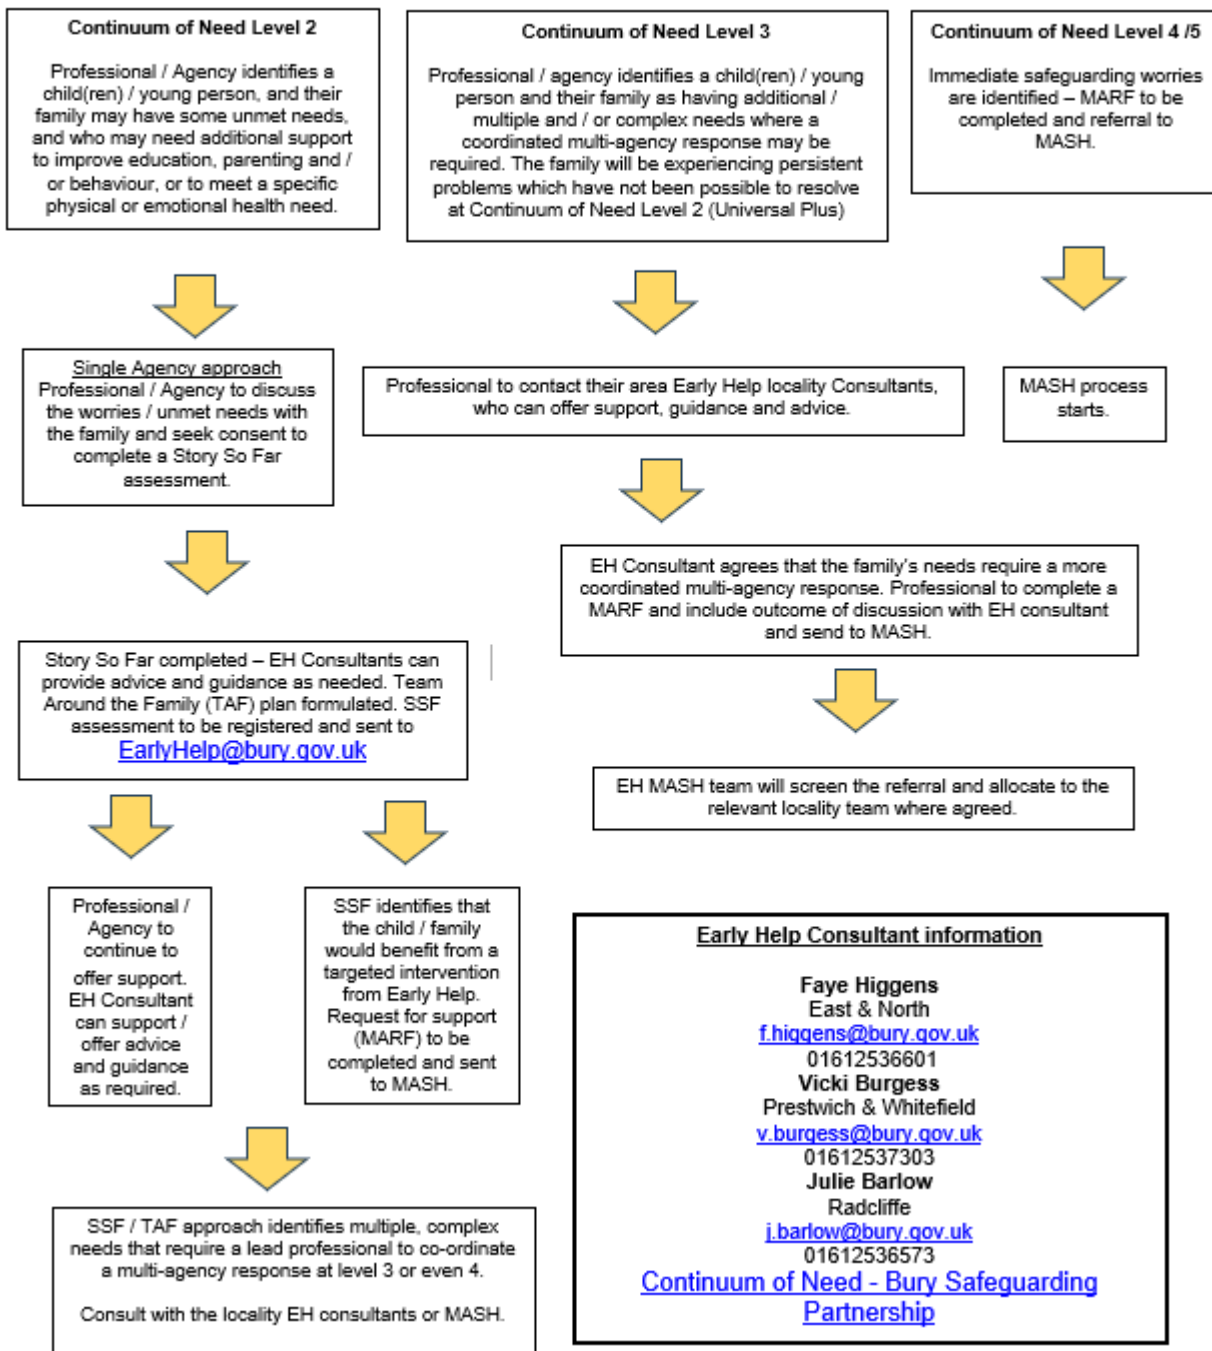 Continuum of Need Level 2
Professional / Agency identifies a
child(ren) / young person, and their
family may have some unmet needs,
and who may need additional support
to improve education, parenting and /
or behaviour, or to meet a specific
physical or emotional health need.
Continuum of Need Level 3
Professional / agency identifies a child(ren) / young
person and their family as having additional /
multiple and / or complex needs where a
coordinated multi-agency response may be
required. The family will be experiencing persistent
problems which have not been possible to resolve
at Continuum of Need Level 2 (Universal Plus)
Continuum of Need Level 4 /5
Immediate safeguarding worries
are identified – MARF to be
completed and referral to
MASH.
Single Agency approach
Professional / Agency to discuss
the worries / unmet needs with
the family and seek consent to
complete a Story So Far
assessment.
Professional to contact their area Early Help locality Consultants,
who can offer support, guidance and advice.
MASH process
starts.
EH Consultant agrees that the family's needs require a more
coordinated multi-agency response. Professional to complete a
MARF and include outcome of discussion with EH consultant
and send to MASH.
Story So Far completed – EH Consultants can
provide advice and guidance as needed. Team
Around the Family (TAF) plan formulated. SSF
assessment to be registered and sent to
EarlyHelp@bury.gov.uk
EH MASH team will screen the referral and allocate to the
relevant locality team where agreed.
Professional /
Agency to
continue to
offer support.
EH Consultant
can support /
offer advice
and guidance
as required.
SSF identifies that
the child / family
would benefit from a
targeted intervention
from Early Help.
Request for support
(MARF) to be
completed and sent
to MASH.
SSF / TAF approach identifies multiple, complex
needs that require a lead professional to co-ordinate
a multi-agency response at level 3 or even 4.
Consult with the locality EH consultants or MASH.
Early Help Consultant information
Faye Higgens
East & North
f.higgens@bury.gov.uk
01612536601
Vicki Burgess
Prestwich & Whitefield
v.burgess@bury.gov.uk
01612537303
Julie Barlow
Radcliffe
j.barlow@bury.gov.uk
01612536573
Continuum of Need - Bury Safeguarding
Partnership